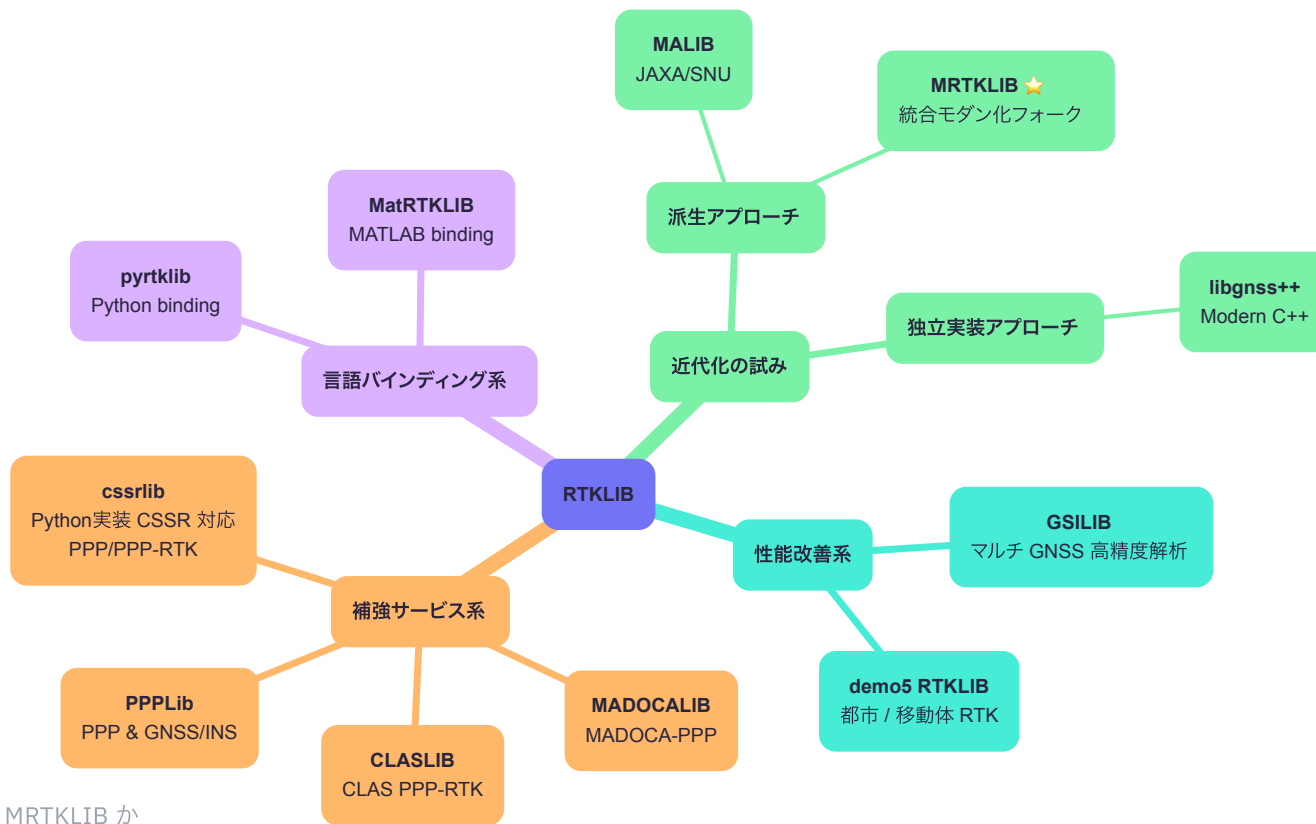 MALIB
JAXA/SNU
MRTKLIB ⭐
統合モダン化フォーク
派生アプローチ
MatRTKLIB
MATLAB binding
pyrtklib
Python binding
libgnss++
Modern C++
独立実装アプローチ
近代化の試み
言語バインディング系
RTKLIB
cssrlib
Python実装 CSSR 対応
PPP/PPP-RTK
GSILIB
マルチ GNSS 高精度解析
性能改善系
補強サービス系
demo5 RTKLIB
都市 / 移動体 RTK
PPPLib
PPP & GNSS/INS
MADOCALIB
MADOCA-PPP
CLASLIB
CLAS PPP-RTK
MRTKLIB か